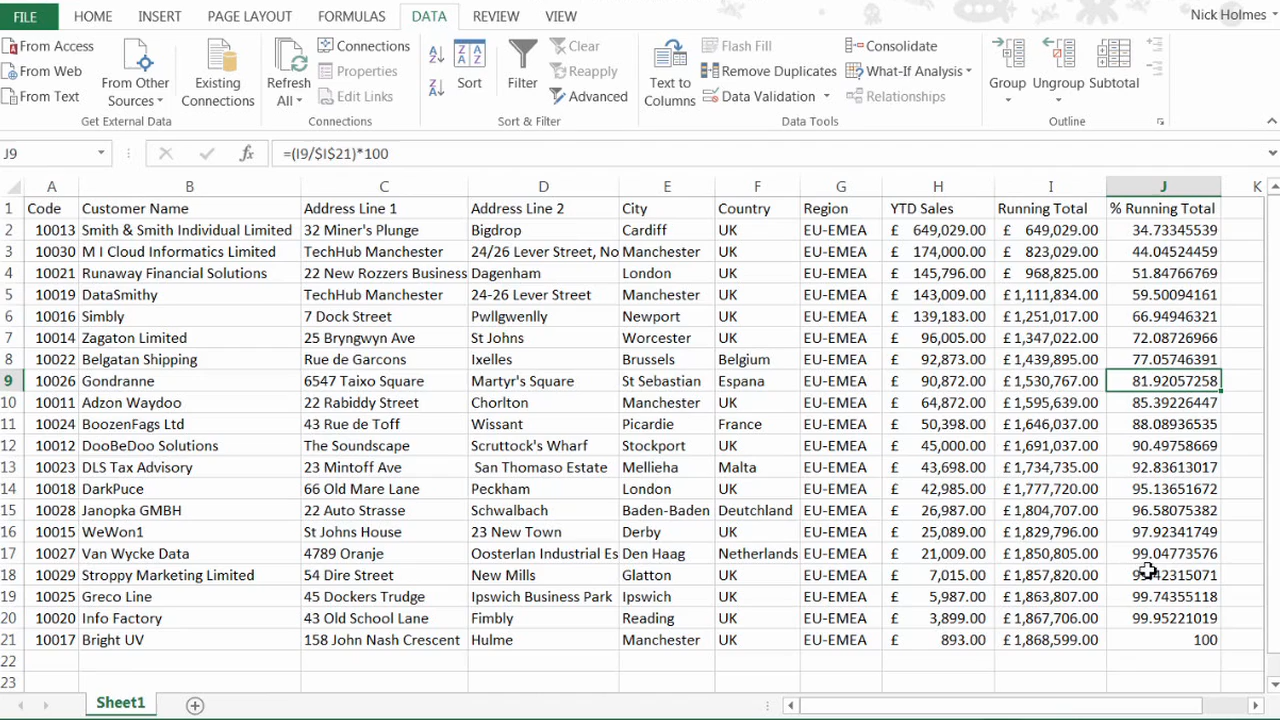 FILE HOME INSERT PAGE LAYOUT FORMULAS DATA REVIEW VIEW Nick Holmes
From Access
From Web
From Text
From Other Sources
Existing Connections
Get External Data
Refresh All
Connections
Properties
Edit Links
Connections
Sort
Filter
Clear
Reapply
Advanced
Sort & Filter
Text to Columns
Flash Fill
Remove Duplicates
Data Validation
Consolidate
What-If Analysis
Relationships
Data Tools
Group
Ungroup
Subtotal
Outline
J9 fx =(I9/$I$21)*100
A B C D E F G H I J K
1 Code Customer Name Address Line 1 Address Line 2 City Country Region YTD Sales Running Total % Running Total
2 10013 Smith & Smith Individual Limited 32 Miner's Plunge Bigdrop Cardiff UK EU-EMEA £ 649,029.00 £ 649,029.00 34.73345539
3 10030 M I Cloud Informatics Limited TechHub Manchester 24/26 Lever Street, No Manchester UK EU-EMEA £ 174,000.00 £ 823,029.00 44.04524459
4 10021 Runaway Financial Solutions 22 New Rozzers Business Dagenham London UK EU-EMEA £ 145,796.00 £ 968,825.00 51.84766769
5 10019 DataSmithy TechHub Manchester 24-26 Lever Street Manchester UK EU-EMEA £ 143,009.00 £ 1,111,834.00 59.50094161
6 10016 Simbly 7 Dock Street Pwllgwenlly Newport UK EU-EMEA £ 139,183.00 £ 1,251,017.00 66.94946321
7 10014 Zagaton Limited 25 Bryngwyn Ave St Johns Worcester UK EU-EMEA £ 96,005.00 £ 1,347,022.00 72.08726966
8 10022 Belgatan Shipping Rue de Garcons Ixelles Brussels Belgium EU-EMEA £ 92,873.00 £ 1,439,895.00 77.05746391
9 10026 Gondranne 6547 Taixo Square Martyr's Square St Sebastian Espana EU-EMEA £ 90,872.00 £ 1,530,767.00 81.92057258
10 10011 Adzon Waydoo 22 Rabiddy Street Chorlton Manchester UK EU-EMEA £ 64,872.00 £ 1,595,639.00 85.39226447
11 10024 BoozenFags Ltd 43 Rue de Toff Wissant Picardie France EU-EMEA £ 50,398.00 £ 1,646,037.00 88.08936535
12 10012 DooBeDoo Solutions The Soundscape Scruttock's Wharf Stockport UK EU-EMEA £ 45,000.00 £ 1,691,037.00 90.49758669
13 10023 DLS Tax Advisory 23 Mintoff Ave San Thomaso Estate Mellieha Malta EU-EMEA £ 43,698.00 £ 1,734,735.00 92.83613017
14 10018 DarkPuce 66 Old Mare Lane Peckham London UK EU-EMEA £ 42,985.00 £ 1,777,720.00 95.13651672
15 10028 Janopka GMBH 22 Auto Strasse Schwalbach Baden-Baden Deutchland EU-EMEA £ 26,987.00 £ 1,804,707.00 96.58075382
16 10015 WeWon1 St Johns House 23 New Town Derby UK EU-EMEA £ 25,089.00 £ 1,829,796.00 97.92341749
17 10027 Van Wycke Data 4789 Oranje Oosterlan Industrial Es Den Haag Netherlands EU-EMEA £ 21,009.00 £ 1,850,805.00 99.04773576
18 10029 Stroppy Marketing Limited 54 Dire Street New Mills Glatton UK EU-EMEA £ 7,015.00 £ 1,857,820.00
19 10025 Greco Line 45 Dockers Trudge Ipswich Business Park Ipswich UK EU-EMEA £ 5,987.00 £ 1,863,807.00 99.74355118
20 10020 Info Factory 43 Old School Lane Fimbly Reading UK EU-EMEA £ 3,899.00 £ 1,867,706.00 99.95221019
21 10017 Bright UV 158 John Nash Crescent Hulme Manchester UK EU-EMEA £ 893.00 £ 1,868,599.00 100
22
23
Sheet1